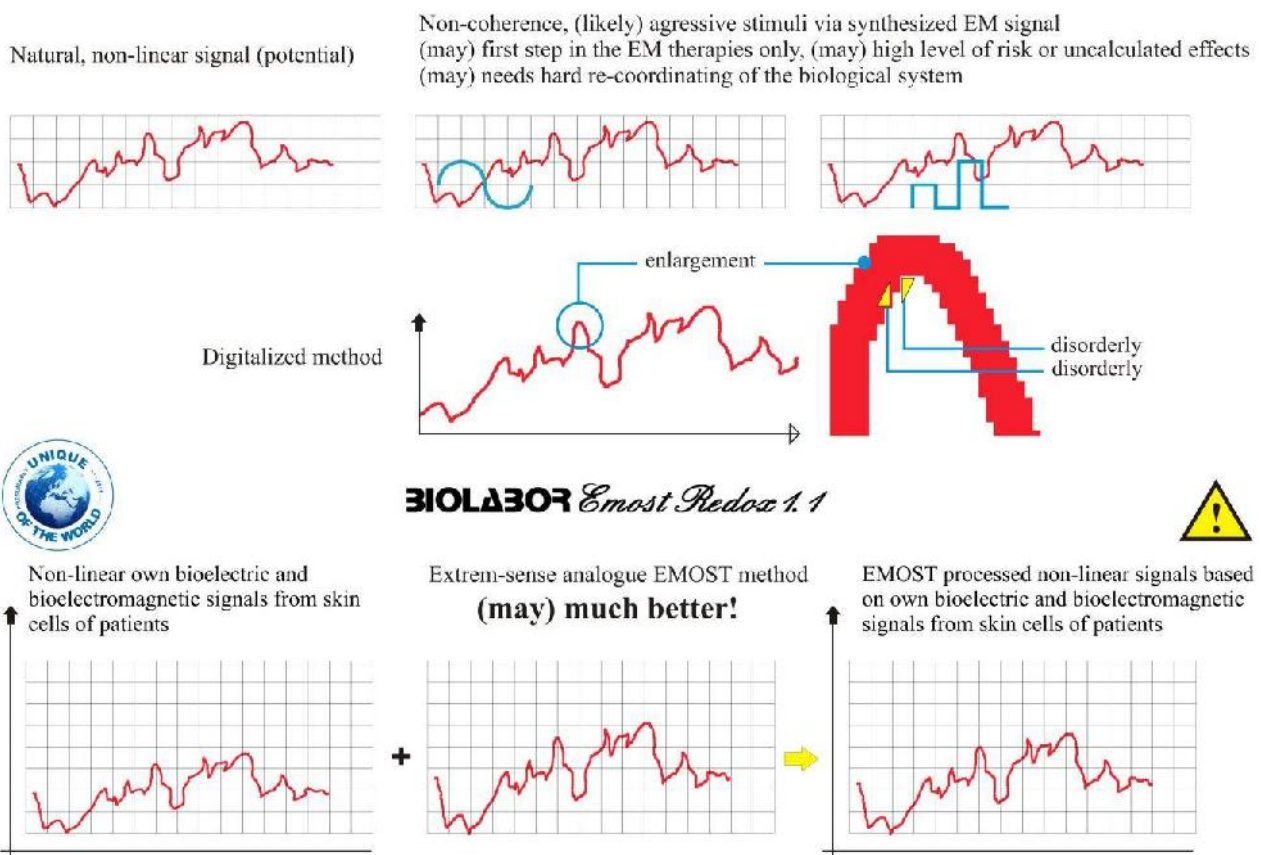 Natural, non-linear signal (potential)
Non-coherence, (likely) agressive stimuli via synthesized EM signal
(may) first step in the EM therapies only, (may) high level of risk or uncalculated effects
(may) needs hard re-coordinating of the biological system
enlargement
Digitalized method
disorderly
disorderly
UNIQUE
OF THE WORLD
BIOLABOR Emost Redox 1.1
!
Non-linear own bioelectric and
bioelectromagnetic signals from skin
cells of patients
Extrem-sense analogue EMOST method
(may) much better!
EMOST processed non-linear signals based
on own bioelectric and bioelectromagnetic
signals from skin cells of patients
+